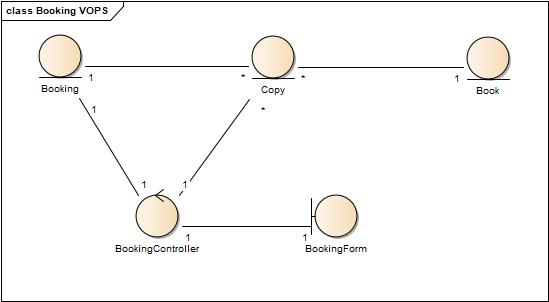 class Booking VOPS
1 * * 1
Booking Copy Book
1 *
1 1
1 1
BookingController BookingForm